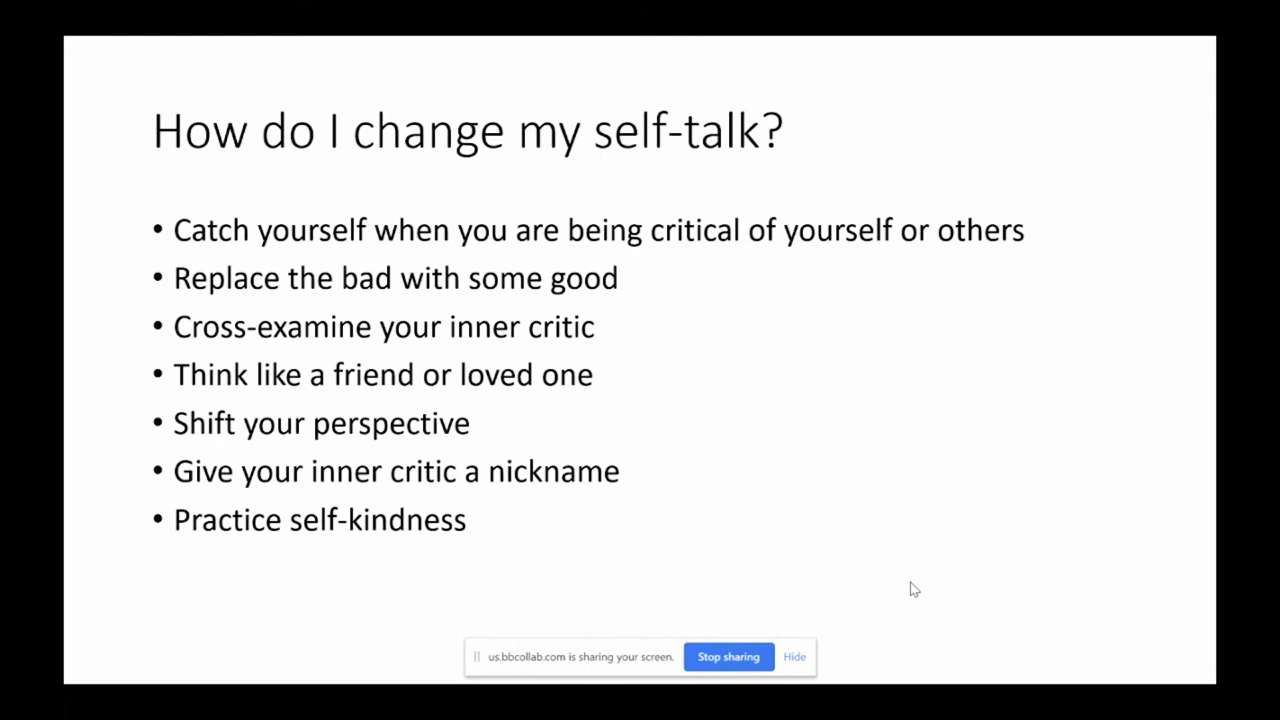 How do I change my self-talk?
• Catch yourself when you are being critical of yourself or others
• Replace the bad with some good
• Cross-examine your inner critic
• Think like a friend or loved one
• Shift your perspective
• Give your inner critic a nickname
• Practice self-kindness
us.bbcollab.com is sharing your screen. Stop sharing Hide